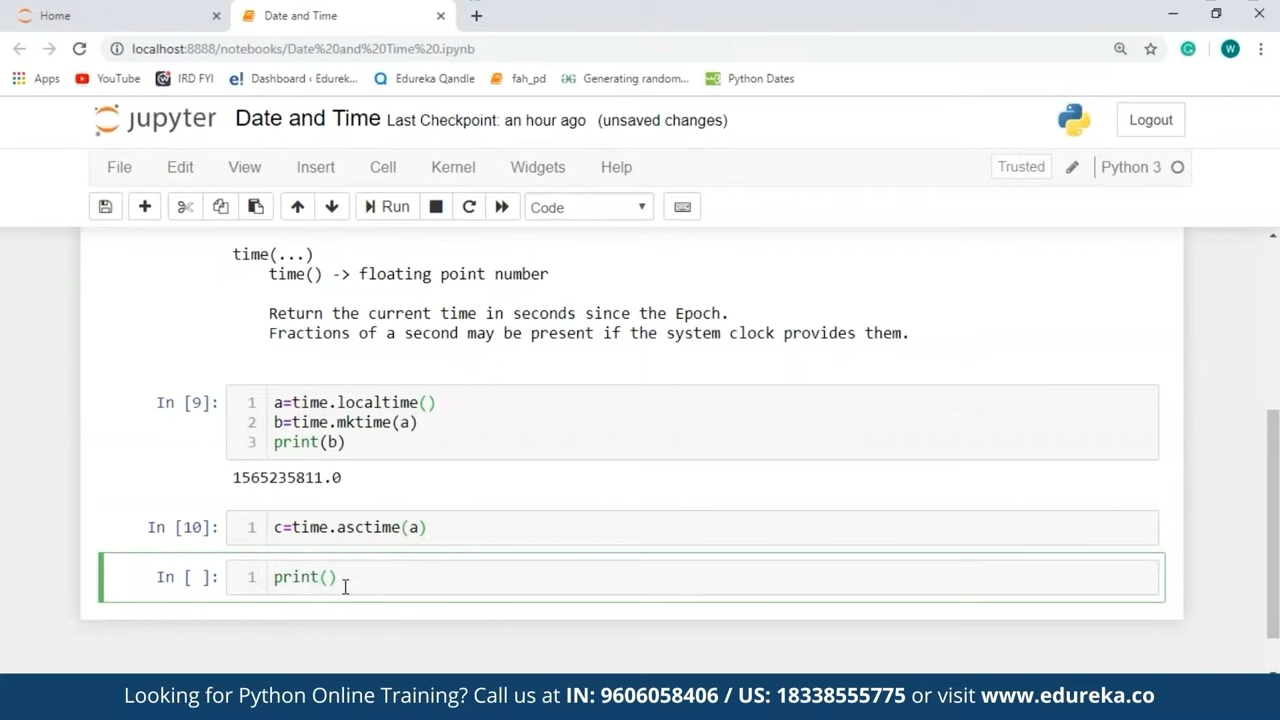 Home
Date and Time
localhost:8888/notebooks/Date%20and%20Time%20.ipynb
W
Apps
YouTube
IRD FYI
Dashboard ‹ Edurek...
Edureka Qandle
fah_pd
Generating random...
Python Dates
jupyter
Date and Time Last Checkpoint: an hour ago (unsaved changes)
Logout
File Edit View Insert Cell Kernel Widgets Help
Trusted
Python 3
Run
Code
time(...)
time() -> floating point number
Return the current time in seconds since the Epoch.
Fractions of a second may be present if the system clock provides them.
In [9]:
1 a=time.localtime()
2 b=time.mktime(a)
3 print(b)
1565235811.0
In [10]: 1 c=time.asctime(a)
In [ ]: 1 print()
Looking for Python Online Training? Call us at IN: 9606058406 / US: 18338555775 or visit www.edureka.co